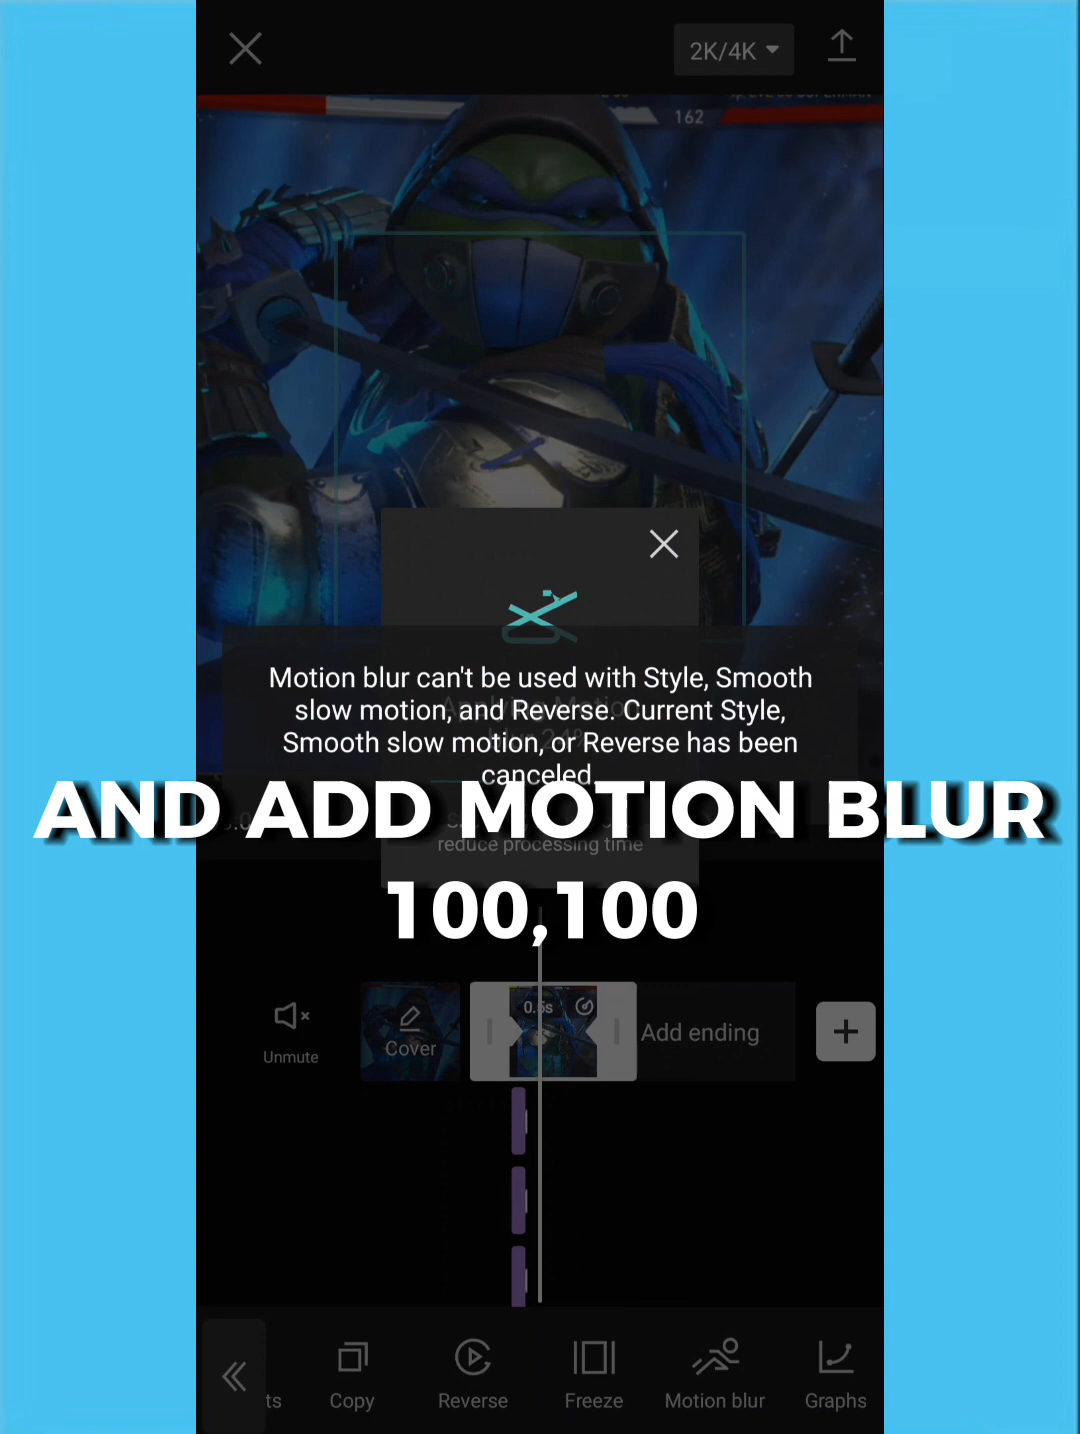 2K/4K
162
Motion blur can't be used with Style, Smooth
slow motion, and Reverse. Current Style,
Smooth slow motion, or Reverse has been
canceled.
AND ADD MOTION BLUR
100,100
reduce processing time
Unmute
Cover
0.5s
Add ending
ts
Copy
Reverse
Freeze
Motion blur
Graphs